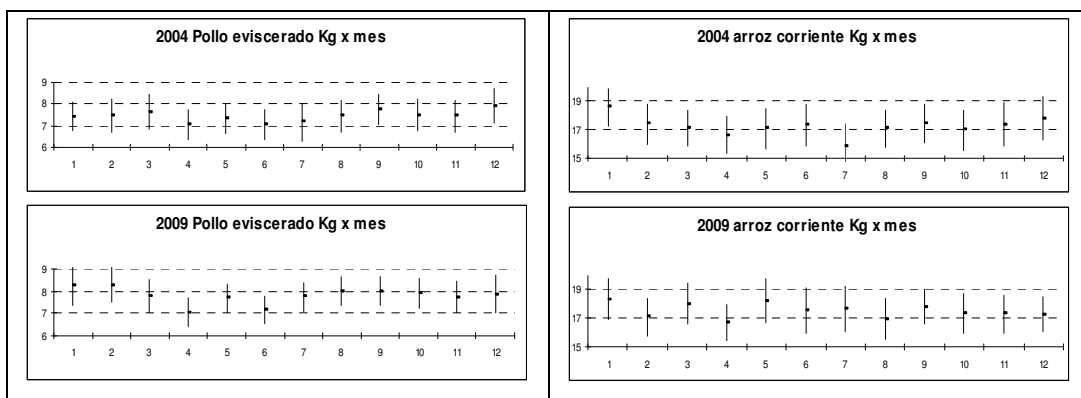 2004 Pollo eviscerado Kg x mes
9
8
7
6
1 2 3 4 5 6 7 8 9 10 11 12
2004 arroz corriente Kg x mes
19
17
15
1 2 3 4 5 6 7 8 9 10 11 12
2009 Pollo eviscerado Kg x mes
9
8
7
6
1 2 3 4 5 6 7 8 9 10 11 12
2009 arroz corriente Kg x mes
19
17
15
1 2 3 4 5 6 7 8 9 10 11 12